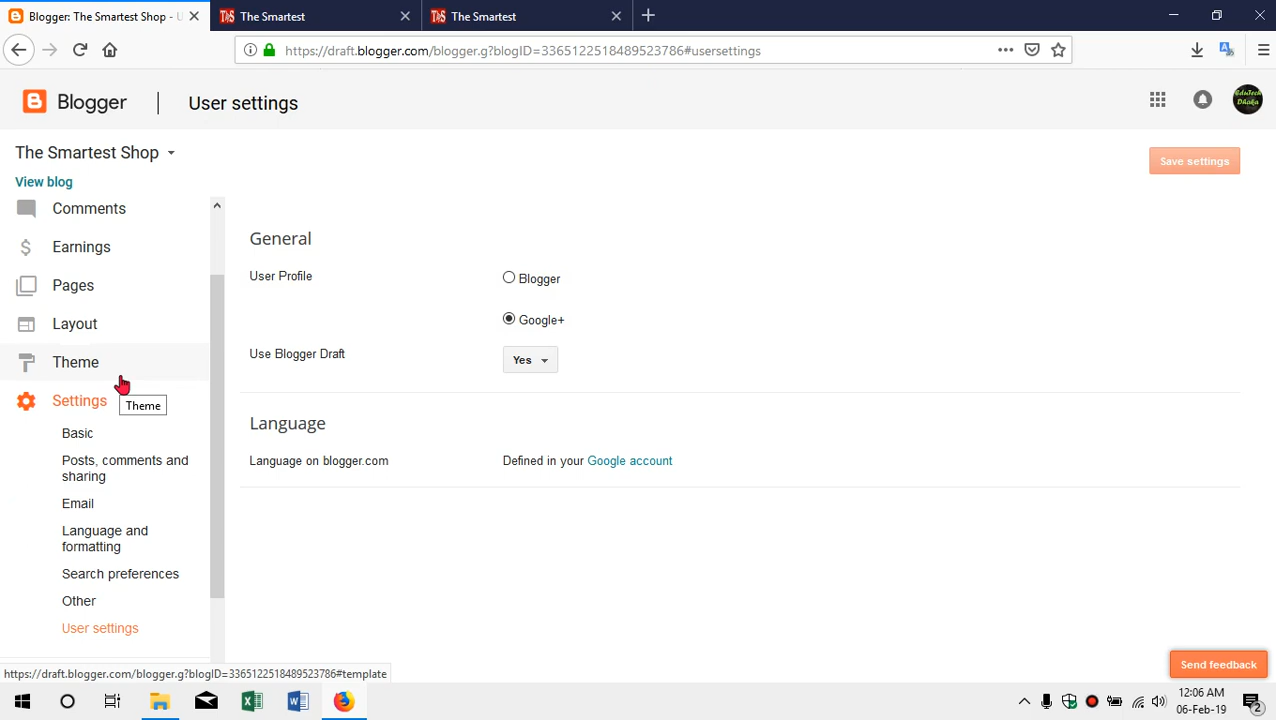 Blogger: The Smartest Shop - U
The Smartest
The Smartest
https://draft.blogger.com/blogger.g?blogID=3365122518489523786#usersettings
Blogger
User settings
EduTech
Dhaka
The Smartest Shop
Save settings
View blog
Comments
Earnings
Pages
Layout
Theme
Settings
Theme
Basic
Posts, comments and
sharing
Email
Language and
formatting
Search preferences
Other
User settings
General
User Profile
Blogger
Google+
Use Blogger Draft
Yes
Language
Language on blogger.com
Defined in your Google account
Send feedback
https://draft.blogger.com/blogger.g?blogID=3365122518489523786#template
12:06 AM
06-Feb-19
2